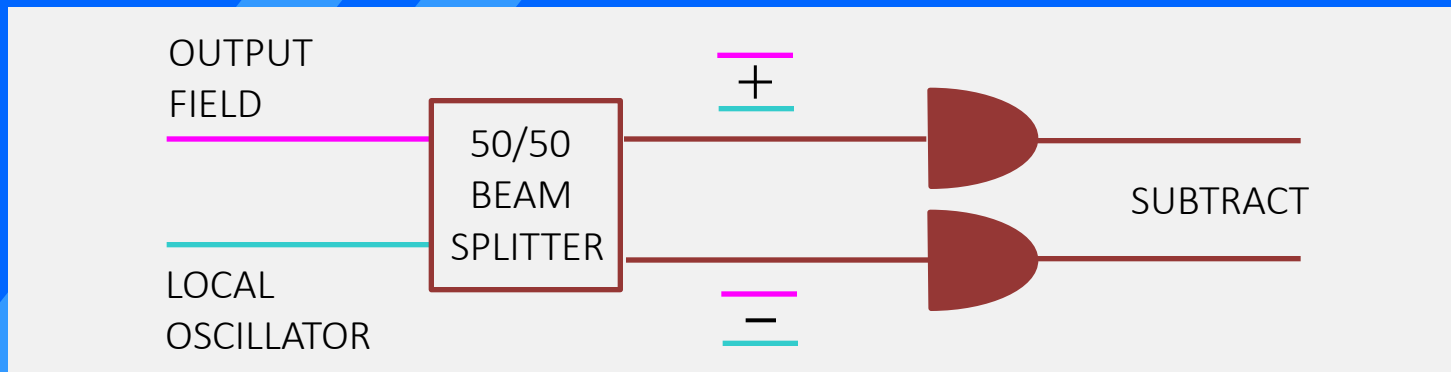 OUTPUT
FIELD
50/50
BEAM
SPLITTER
LOCAL
OSCILLATOR
+
−
SUBTRACT